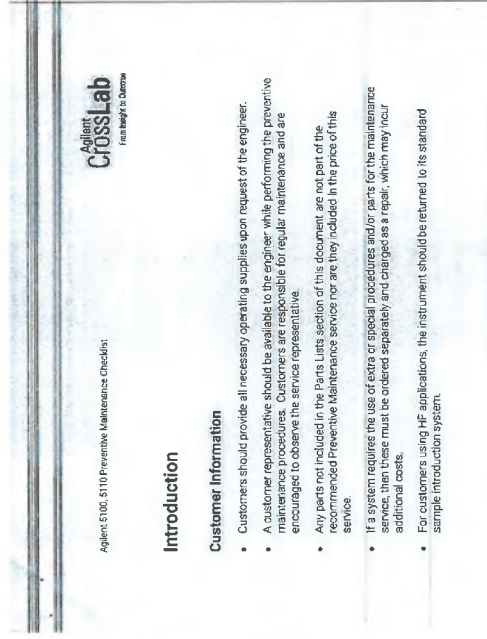 Agilent 5100, 5110 Preventive Maintenance Checklist
Agilent
CrossLab
From Insight to Outcome
Introduction
Customer Information
• Customers should provide all necessary operating supplies upon request of the engineer.
• A customer representative should be available to the engineer while performing the preventive
maintenance procedures. Customers are responsible for regular maintenance and are
encouraged to observe the service representative.
• Any parts not included in the Parts Lists section of this document are not part of the
recommended Preventive Maintenance service nor are they included in the price of this
service.
• If a system requires the use of extra or special procedures and/or parts for the maintenance
service, then these must be ordered separately and charged as a repair, which may incur
additional costs.
• For customers using HF applications, the instrument should be returned to its standard
sample introduction system.